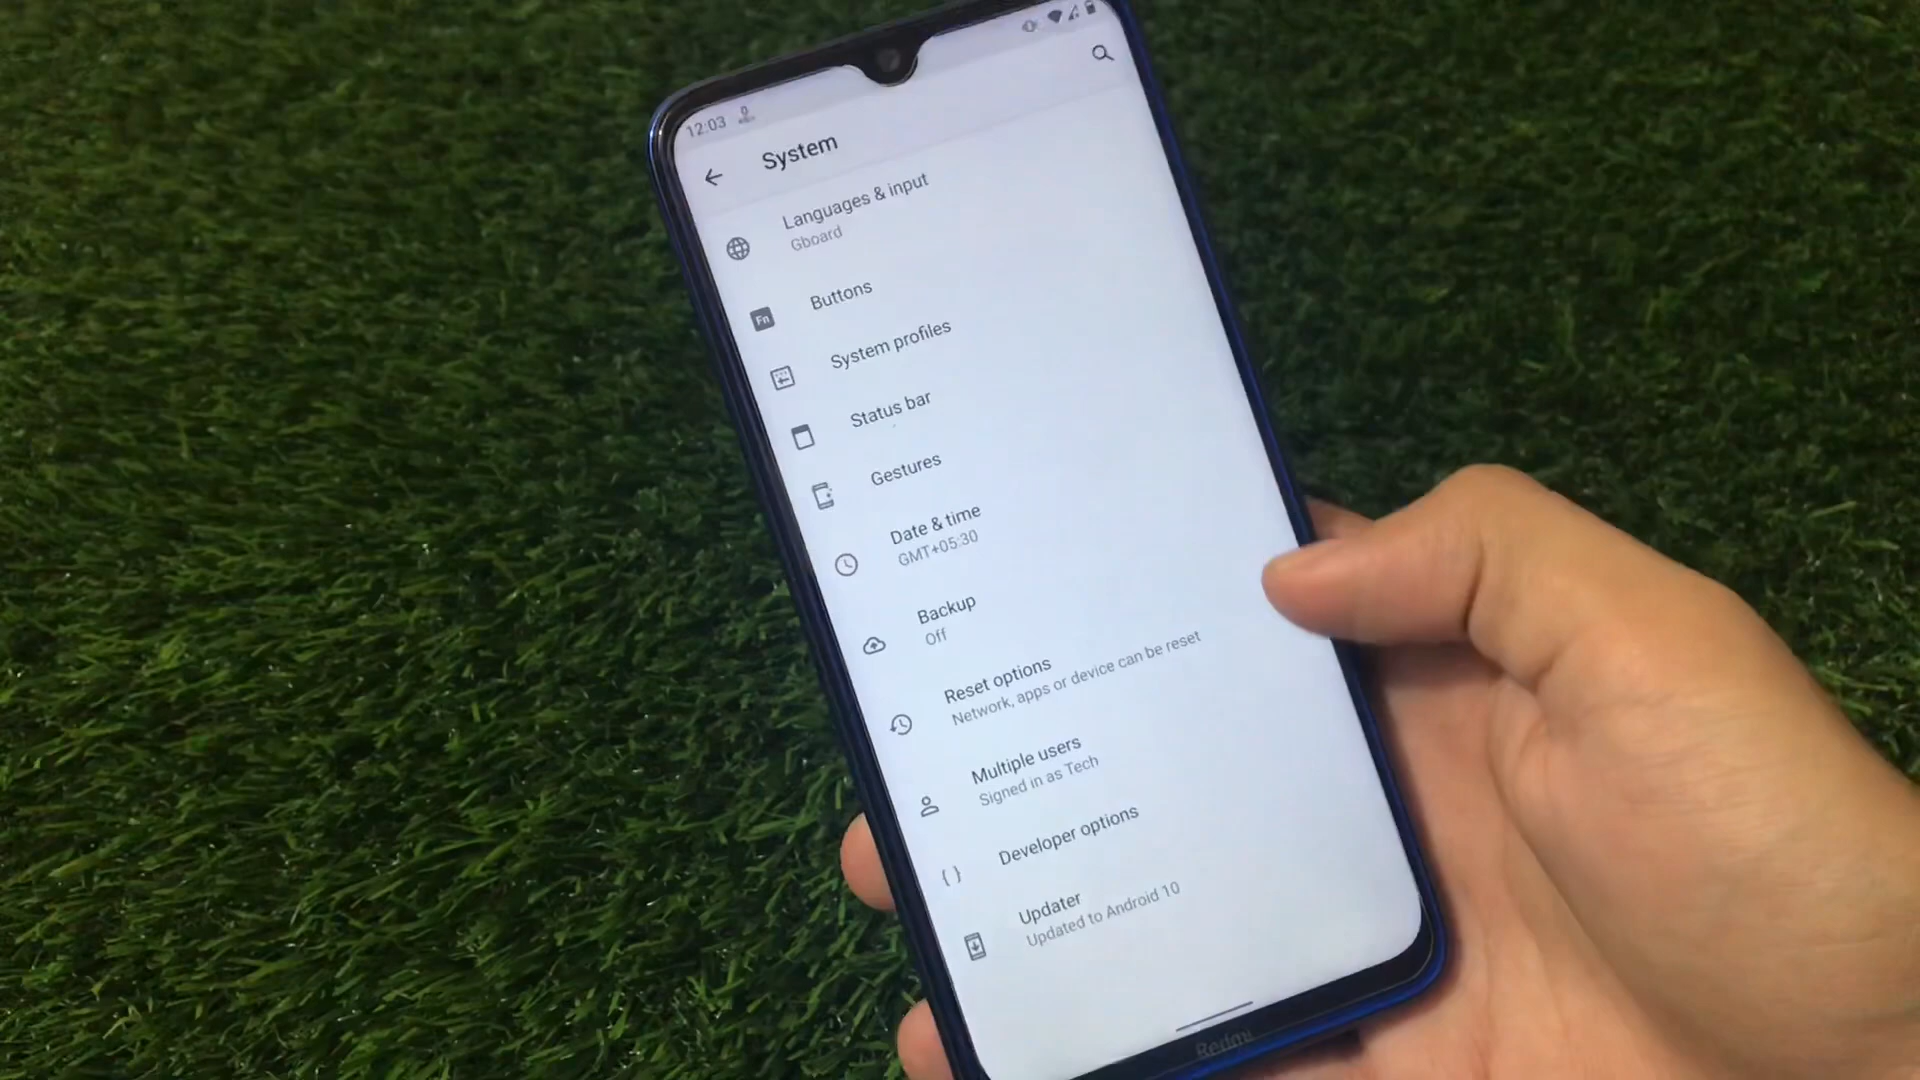 12:03
System
Languages & input
Gboard
Fn
Buttons
System profiles
Status bar
Gestures
Date & time
GMT+05:30
Backup
Off
Reset options
Network, apps or device can be reset
Multiple users
Signed in as Tech
Developer options
Updater
Updated to Android 10
Redmi